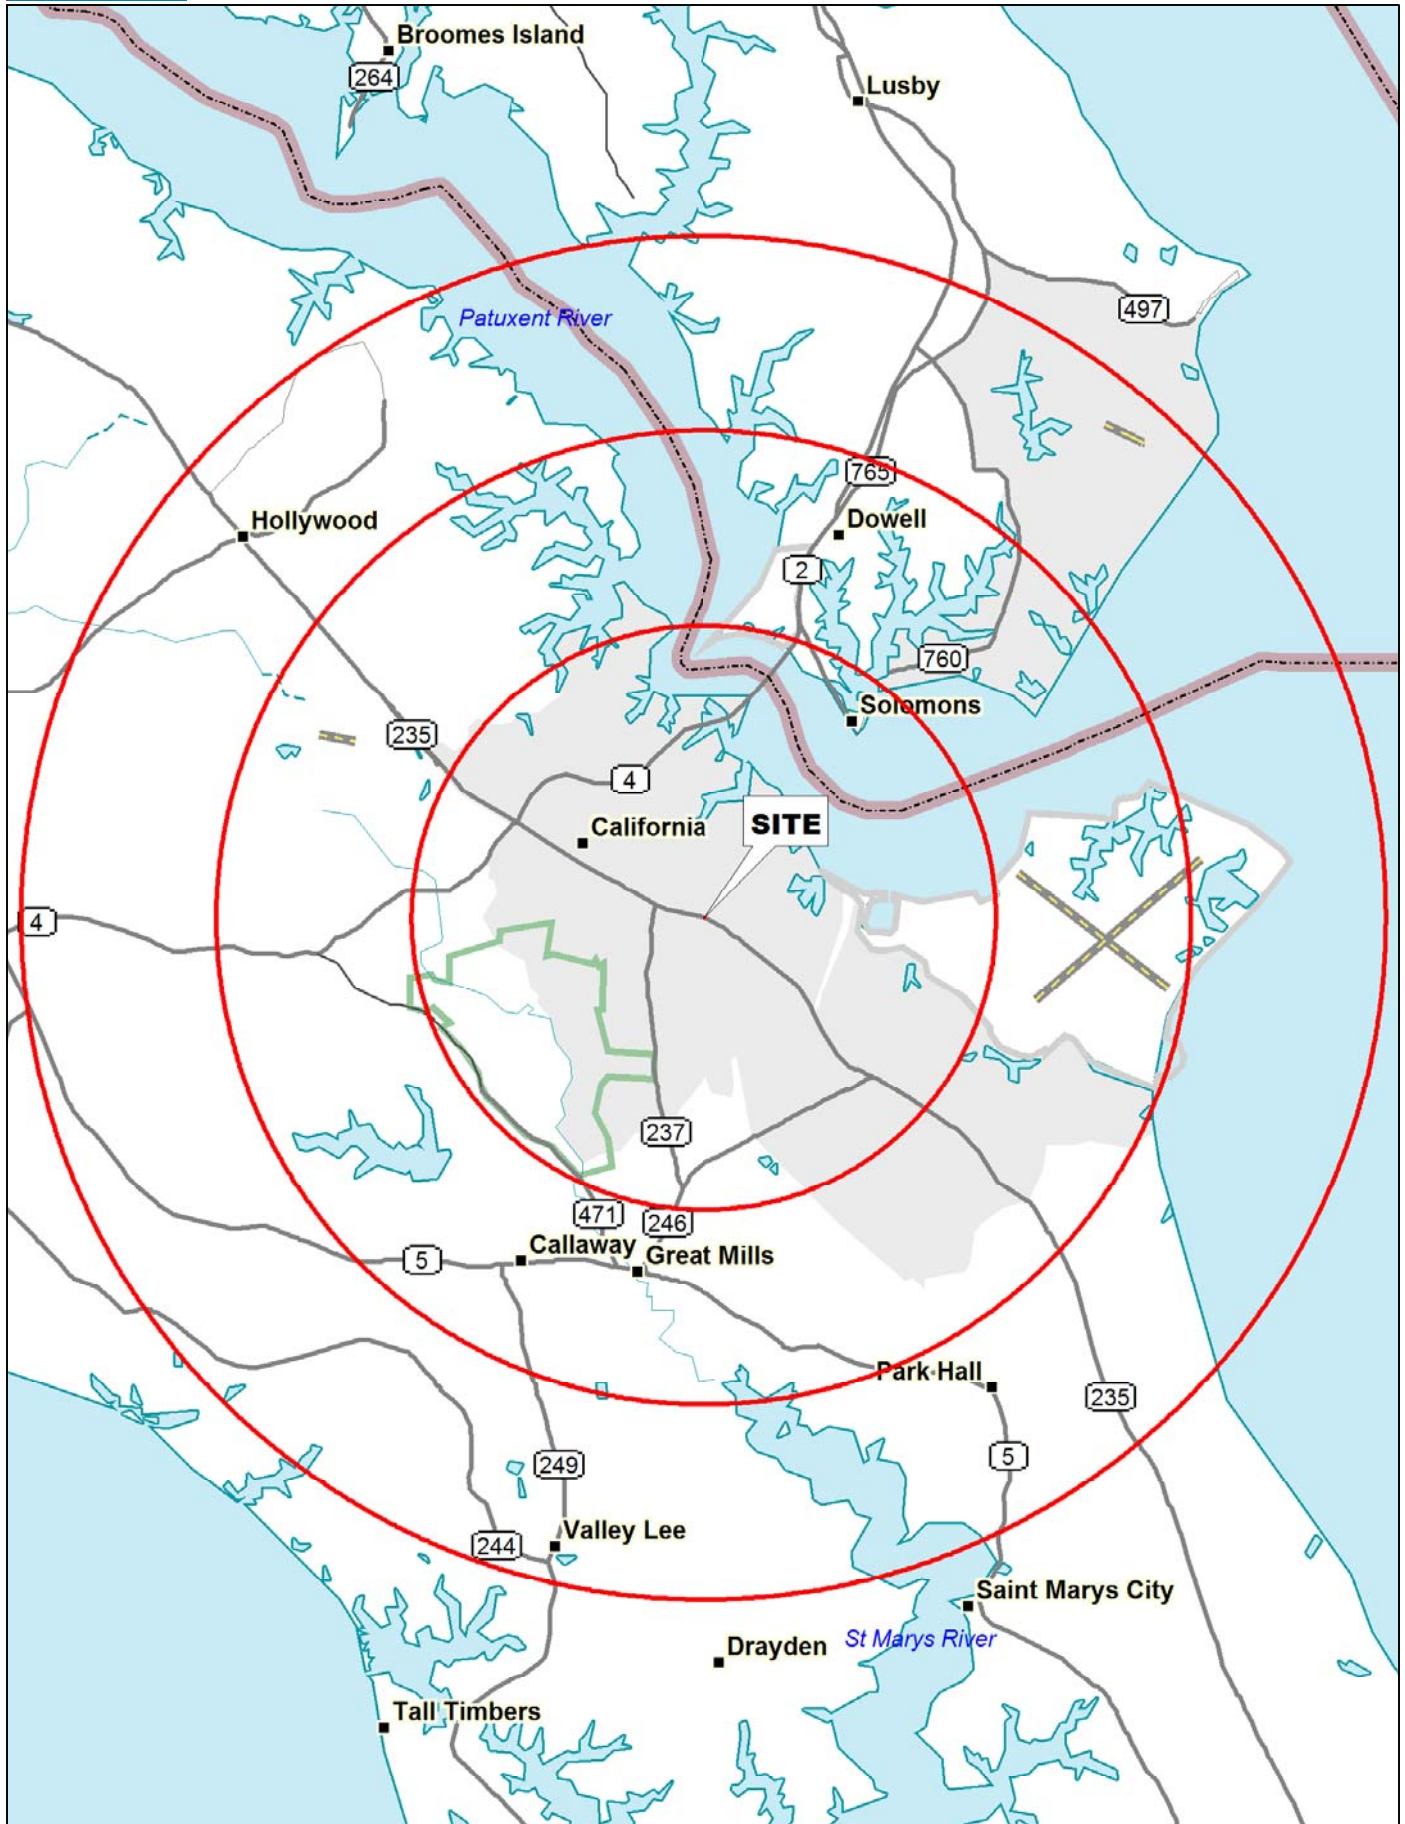 Broomes Island
264
Lusby
497
Patuxent River
765
Hollywood
Dowell
2
760
Solomons
235
4
SITE
California
4
237
471
246
Callaway
Great Mills
5
Park Hall
235
5
249
Valley Lee
244
Saint Marys City
St Marys River
Drayden
Tall Timbers